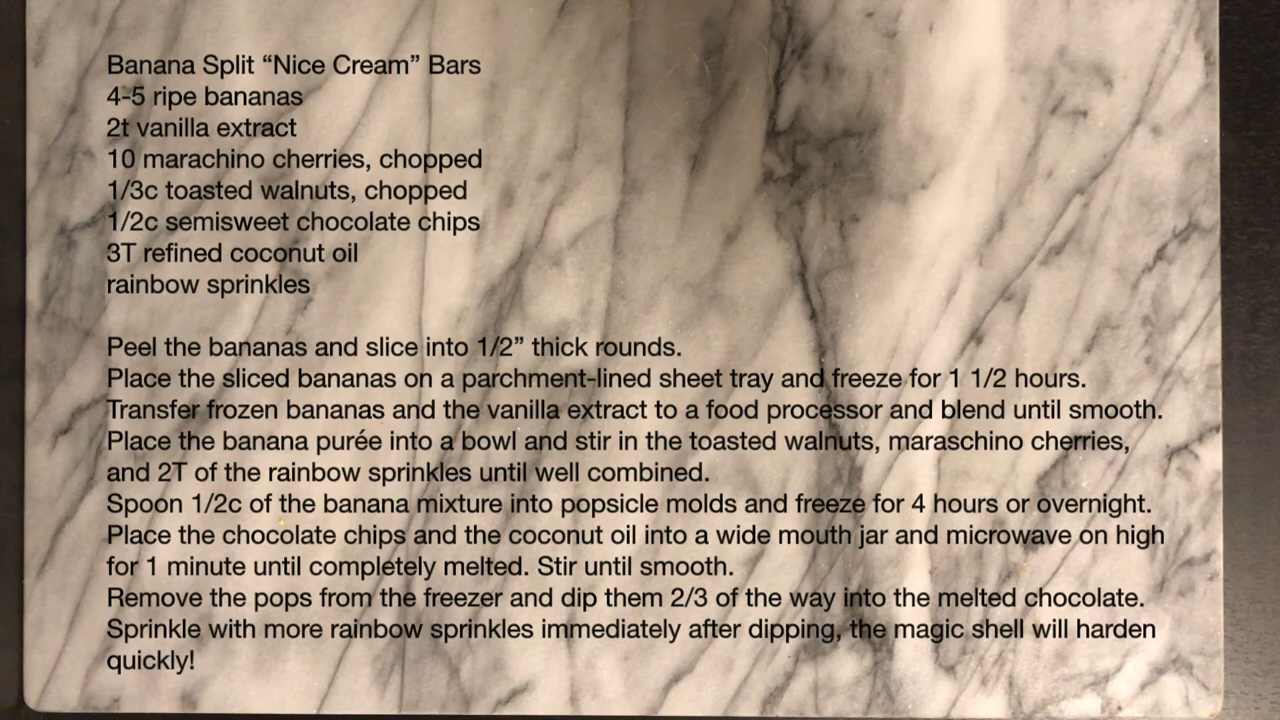 Banana Split “Nice Cream” Bars
4-5 ripe bananas
2t vanilla extract
10 marachino cherries, chopped
1/3c toasted walnuts, chopped
1/2c semisweet chocolate chips
3T refined coconut oil
rainbow sprinkles
Peel the bananas and slice into 1/2” thick rounds.
Place the sliced bananas on a parchment-lined sheet tray and freeze for 1 1/2 hours.
Transfer frozen bananas and the vanilla extract to a food processor and blend until smooth.
Place the banana purée into a bowl and stir in the toasted walnuts, maraschino cherries,
and 2T of the rainbow sprinkles until well combined.
Spoon 1/2c of the banana mixture into popsicle molds and freeze for 4 hours or overnight.
Place the chocolate chips and the coconut oil into a wide mouth jar and microwave on high
for 1 minute until completely melted. Stir until smooth.
Remove the pops from the freezer and dip them 2/3 of the way into the melted chocolate.
Sprinkle with more rainbow sprinkles immediately after dipping, the magic shell will harden
quickly!